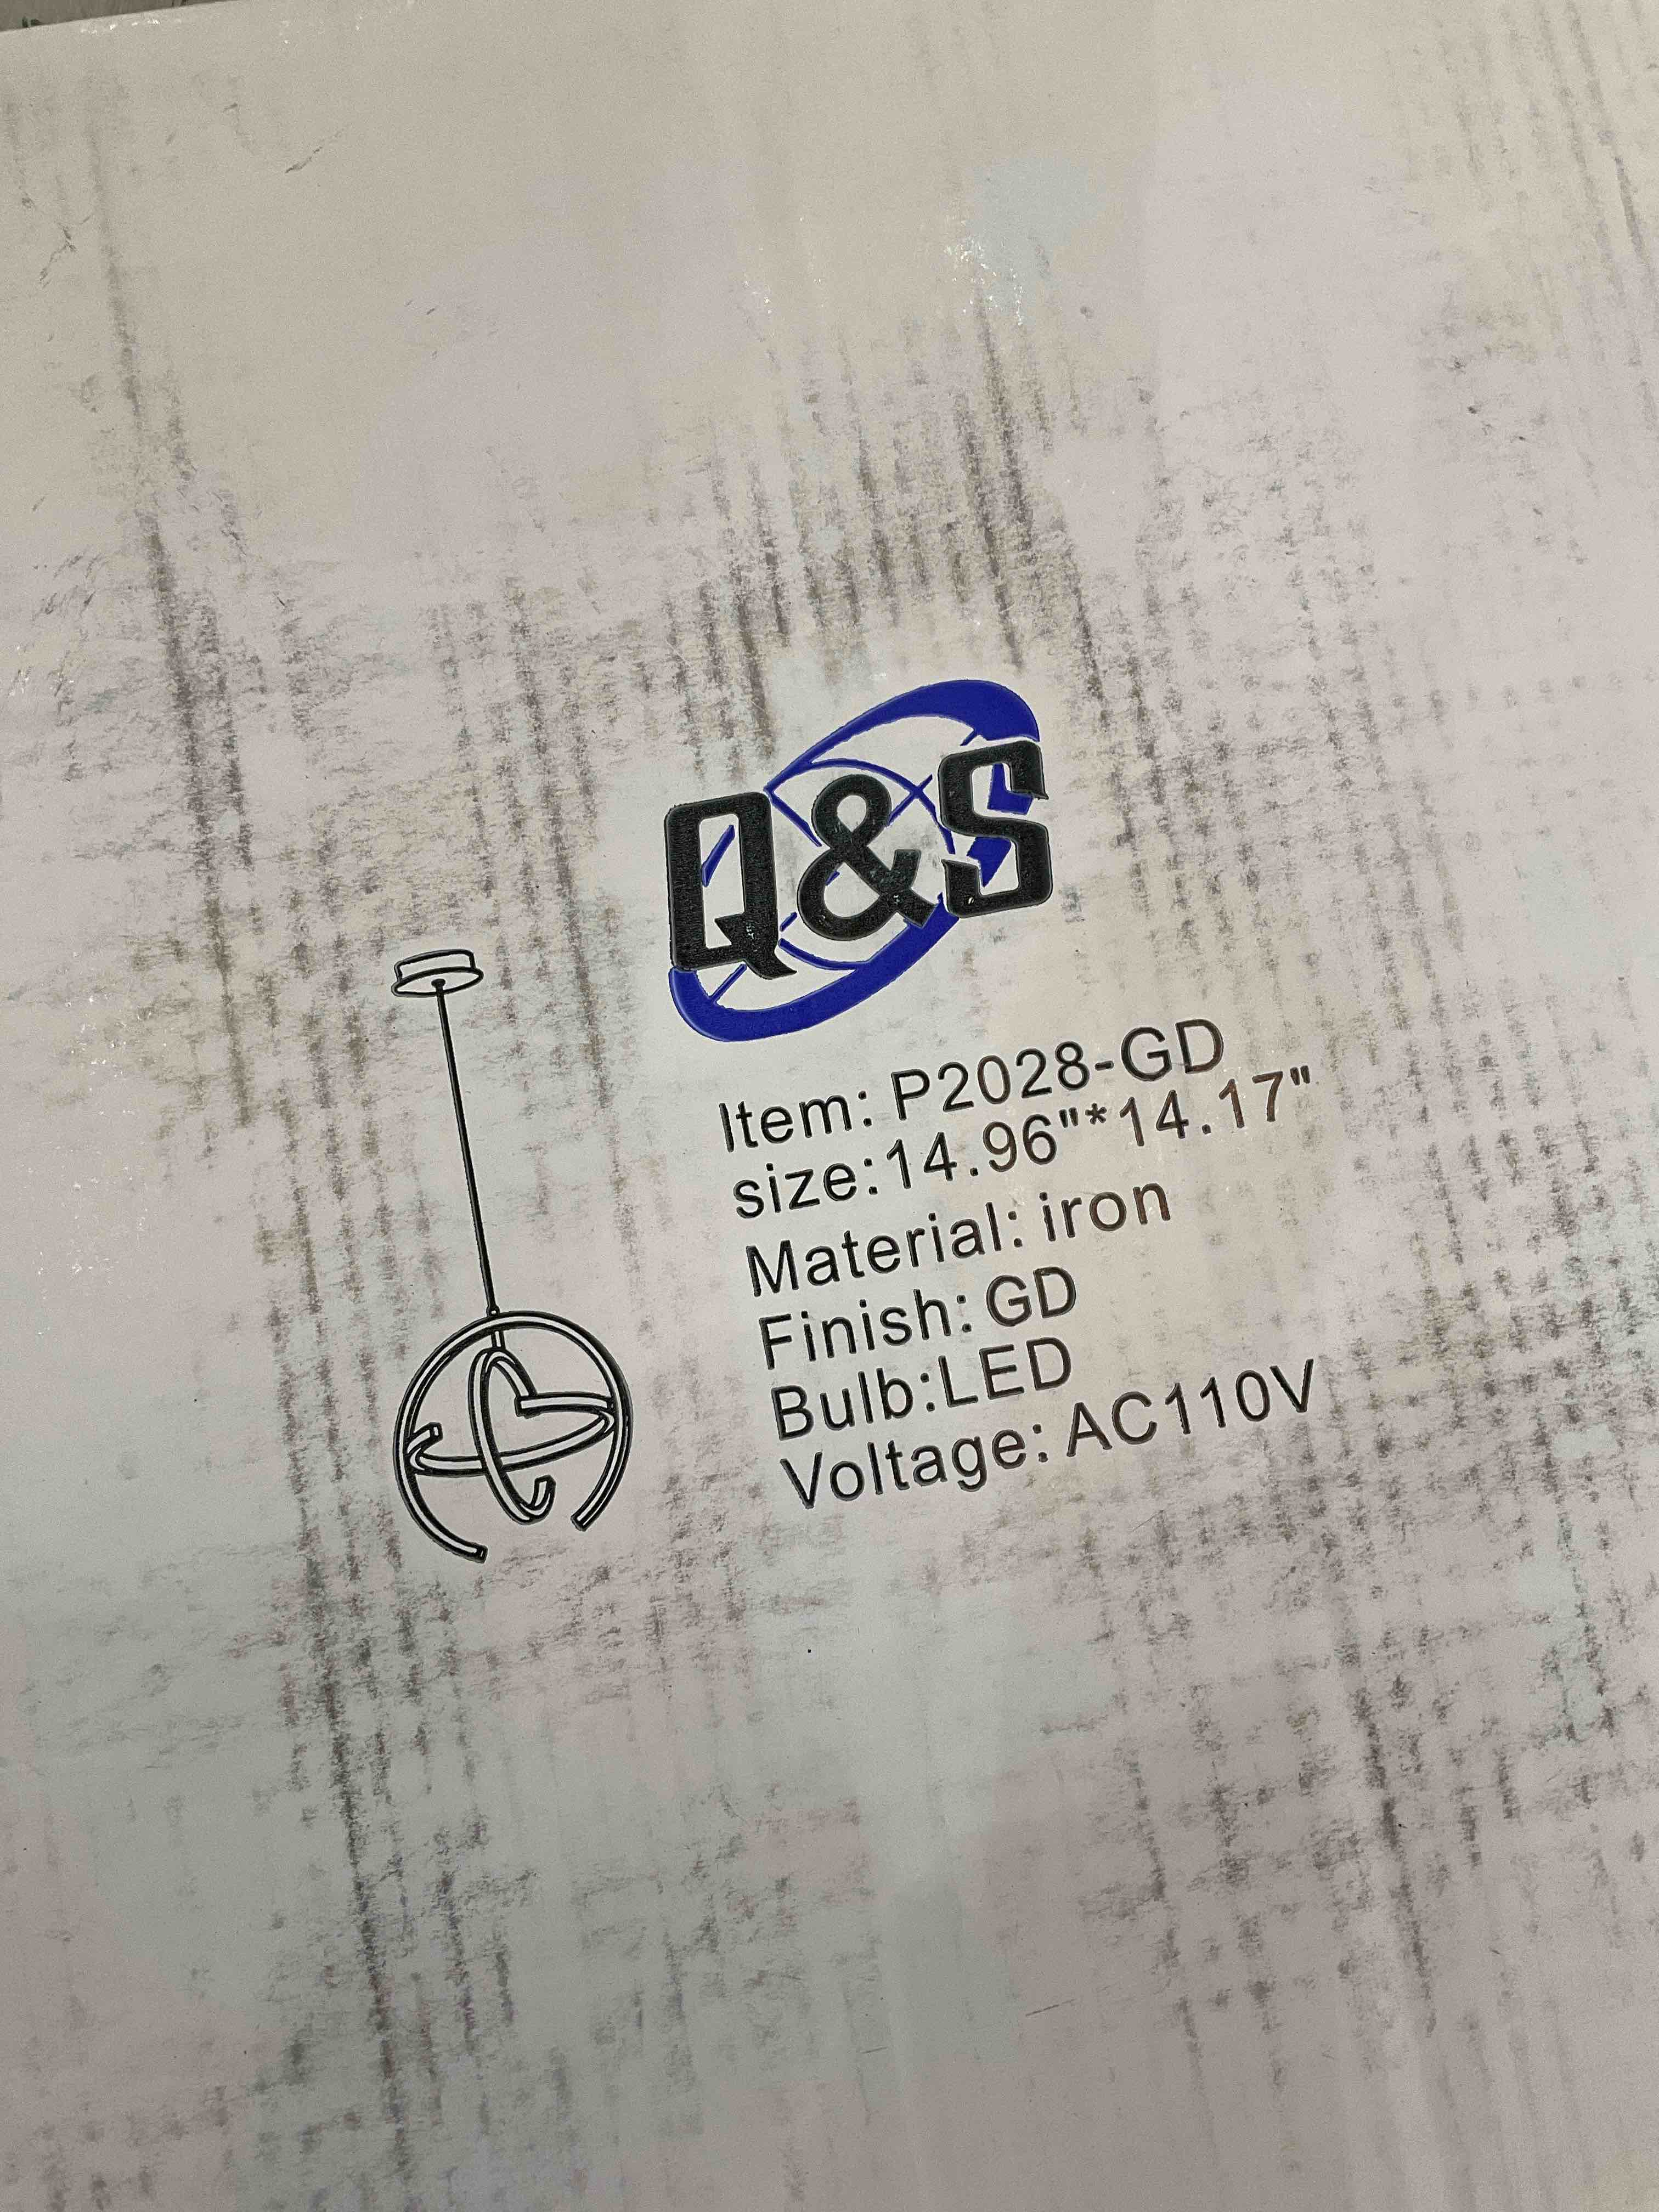 Q&S
Item: P2028-GD
size:14.96"*14.17"
Material: iron
Finish: GD
Bulb:LED
Voltage: AC110V